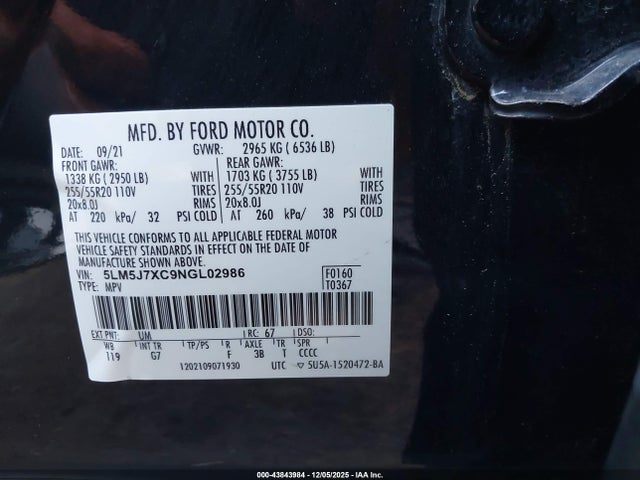 MFD. BY FORD MOTOR CO.
DATE: 09/21 GVWR: 2965 KG ( 6536 LB)
FRONT GAWR: REAR GAWR:
1338 KG ( 2950 LB) WITH 1703 KG ( 3755 LB) WITH
255/55R20 110V TIRES 255/55R20 110V TIRES
20x8.0J RIMS 20x8.0J RIMS
AT 220 kPa/ 32 PSI COLD AT 260 kPa/ 38 PSI COLD
THIS VEHICLE CONFORMS TO ALL APPLICABLE FEDERAL MOTOR
VEHICLE SAFETY STANDARDS IN EFFECT ON THE DATE OF
MANUFACTURE SHOWN ABOVE.
VIN: 5LM5J7XC9NGL02986 F0160
TYPE: MPV T0367
EXT PNT: UM RC: 67 DSO:
WB INT TR TP/PS R AXLE TR SPR
119 G7 F 3B T CCCC
1202109071930 UTC 5U5A-1520472-BA
000-43843984 - 12/05/2025 - IAA Inc.